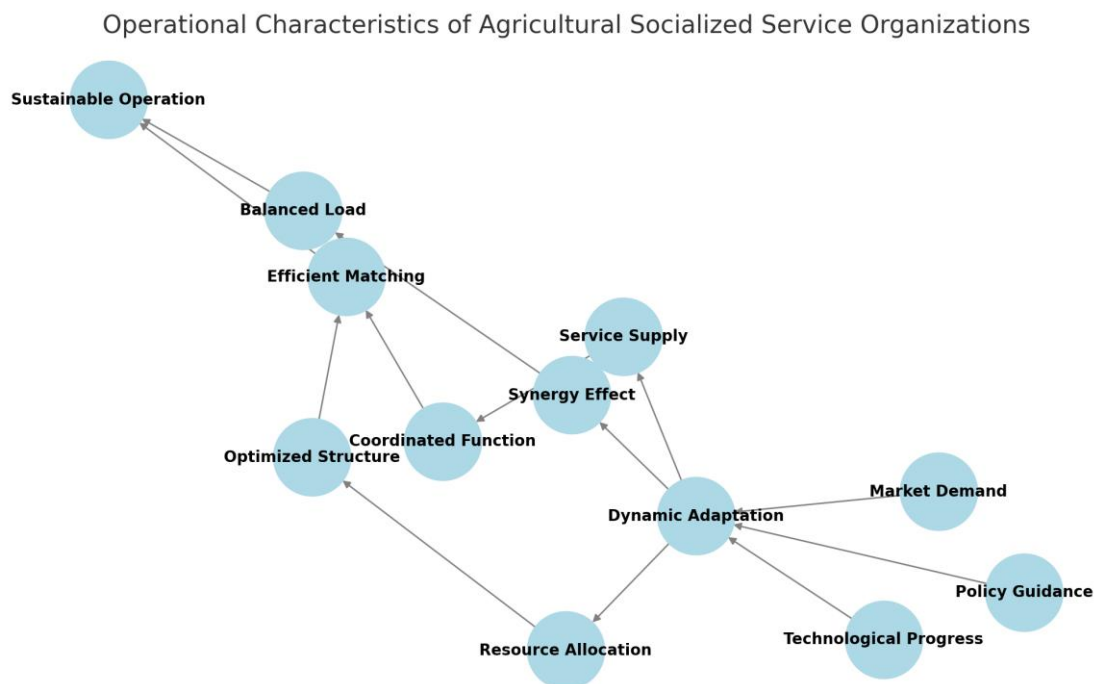 Operational Characteristics of Agricultural Socialized Service Organizations
Sustainable Operation
Balanced Load
Efficient Matching
Service Supply
Synergy Effect
Coordinated Function
Optimized Structure
Market Demand
Dynamic Adaptation
Policy Guidance
Technological Progress
Resource Allocation